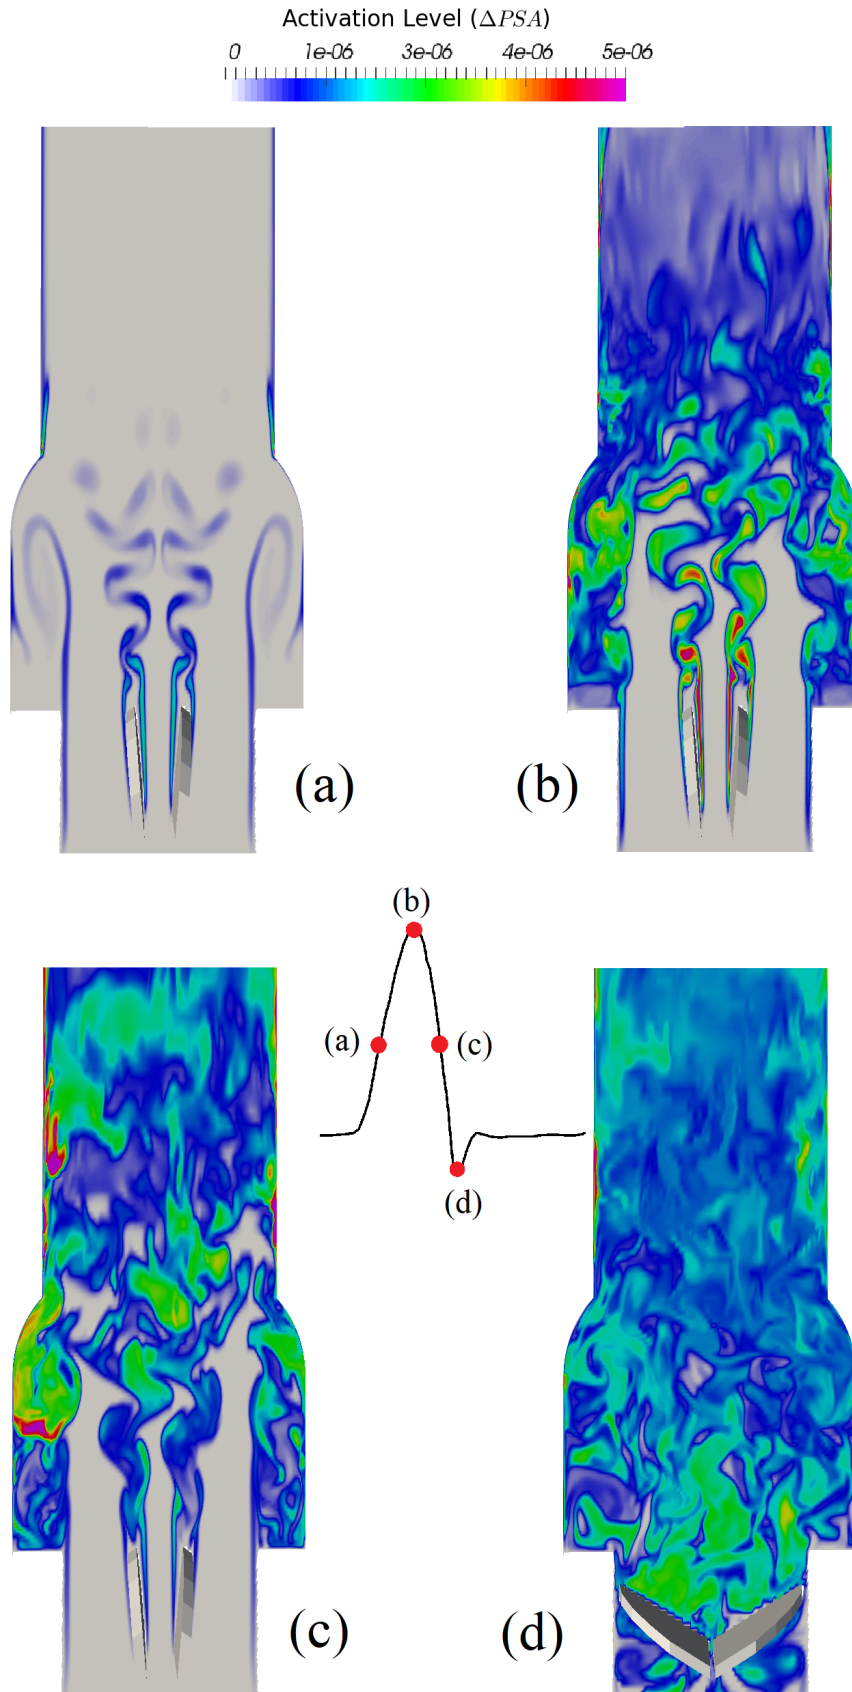 Activation Level (ΔPSA)
0 1e-06 3e-06 4e-06 5e-06
(a) (b)
(b)
(a) (c)
(d)
(c) (d)